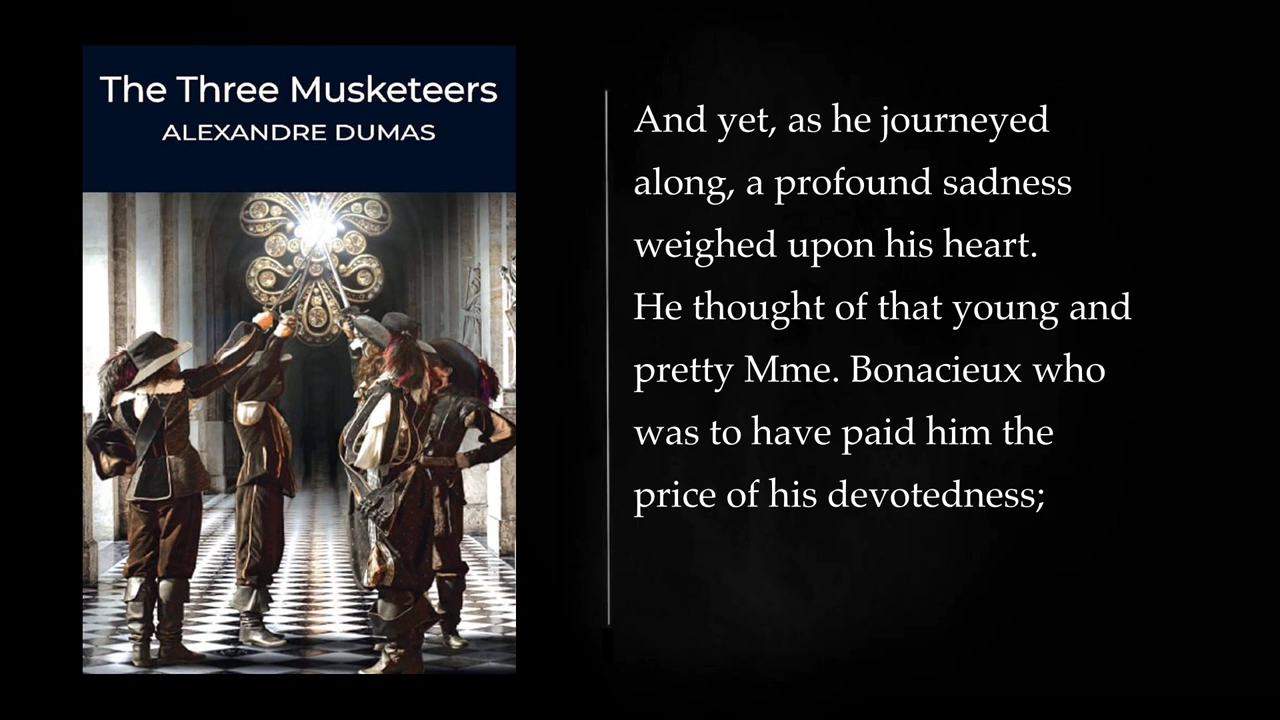 The Three Musketeers
ALEXANDRE DUMAS
And yet, as he journeyed
along, a profound sadness
weighed upon his heart.
He thought of that young and
pretty Mme. Bonacieux who
was to have paid him the
price of his devotedness;